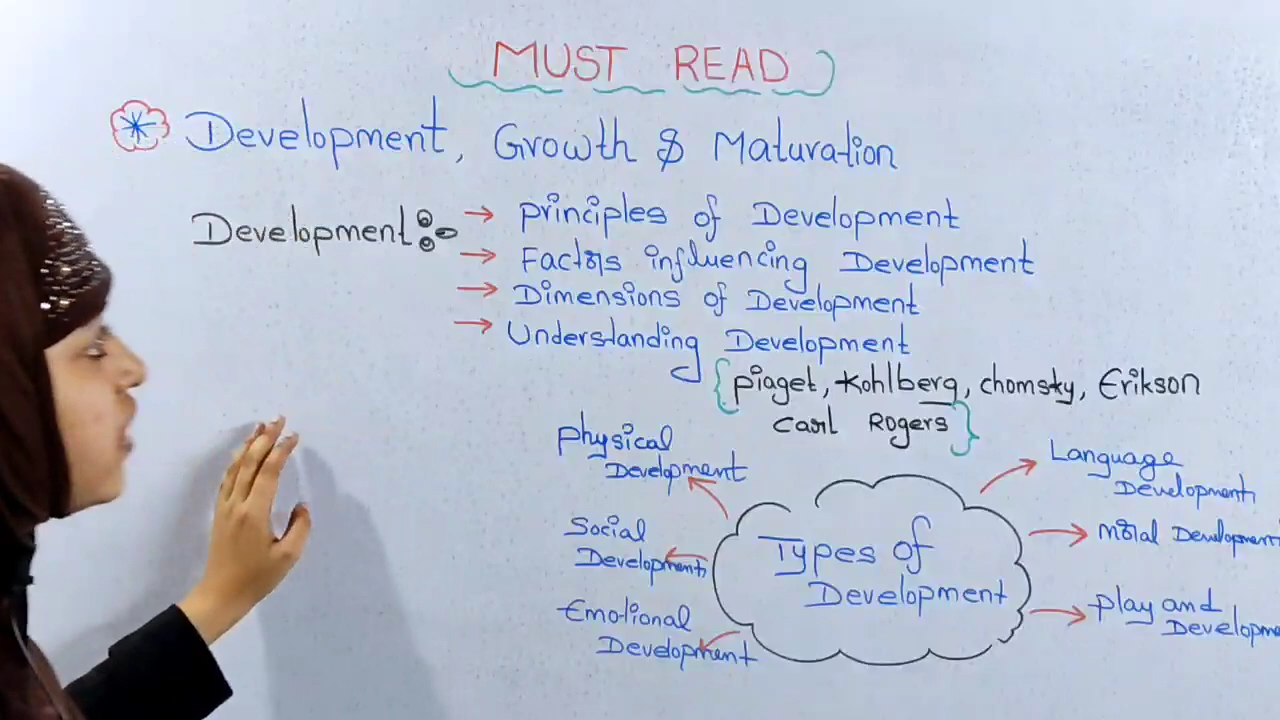 MUST READ
Development, Growth & Maturation
Development :-
→ Principles of Development
→ Factors influencing Development
→ Dimensions of Development
→ Understanding Development
{Piaget, Kohlberg, Chomsky, Erikson
Carl Rogers}
Types of
Development
Physical
Development
Social
Development
Emotional
Development
Language
Development
Moral Development
Play and
Developme